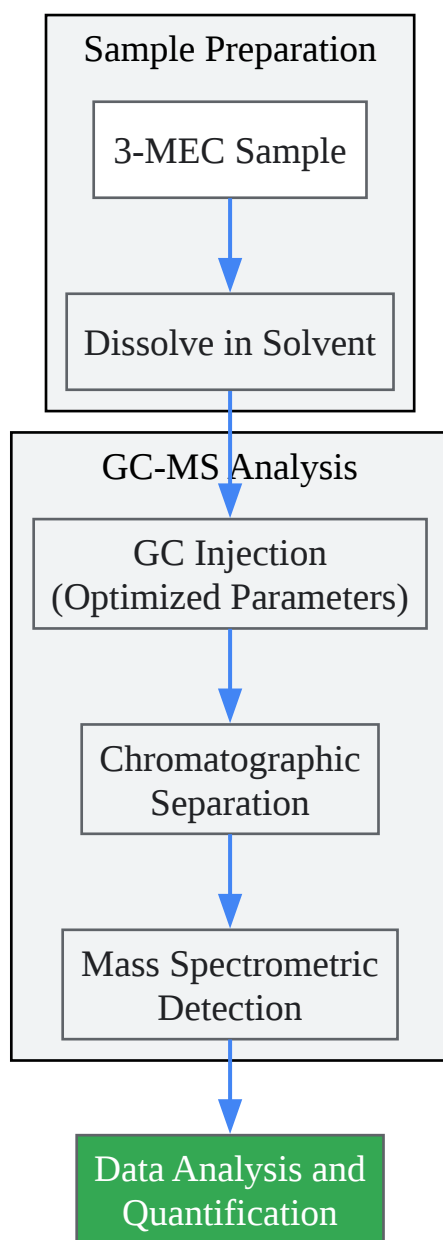 Sample Preparation
3-MEC Sample
Dissolve in Solvent
GC-MS Analysis
GC Injection
(Optimized Parameters)
Chromatographic
Separation
Mass Spectrometric
Detection
Data Analysis and
Quantification